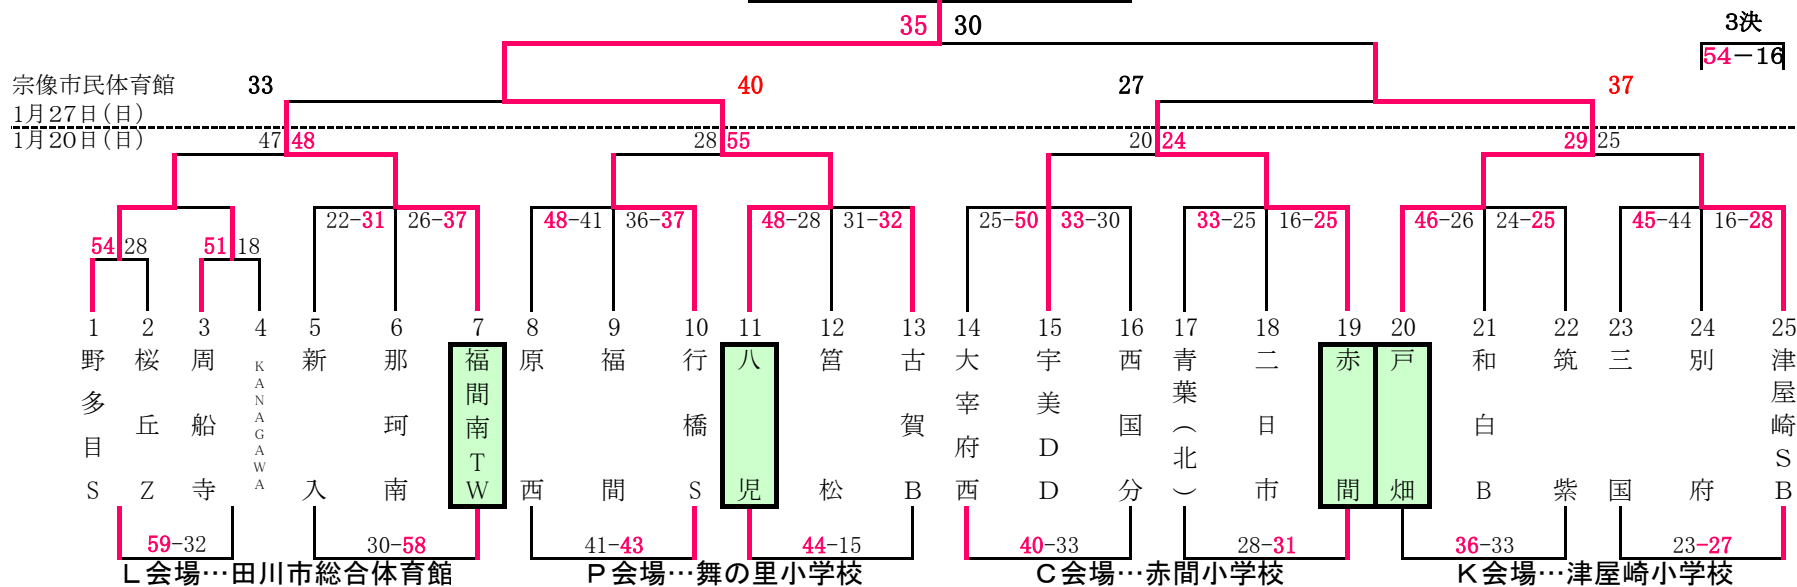 35 30
3決
54-16
宗像市民体育館 33 40 27 37
1月27日(日)
1月20日(日) 47 48 28 55 20 24 29 25
22-31 26-37 48-41 36-37 48-28 31-32 25-50 33-30 33-25 16-25 46-26 24-25 45-44 16-28
54 28 51 18
1 2 3 4 5 6 7 8 9 10 11 12 13 14 15 16 17 18 19 20 21 22 23 24 25
野多目S
桜丘Z
周船寺
KANAGAWA
新入
那珂南
福間南TW
原西
福間
行橋S
八児
筥松
古賀B
大宰府西
宇美DD
西国分
青葉(北)
二日市
赤間
戸畑
和白B
筑紫
三国
別府
津屋崎SB
59-32 30-58 41-43 44-15 40-33 28-31 36-33 23-27
L会場…田川市総合体育館 P会場…舞の里小学校 C会場…赤間小学校 K会場…津屋崎小学校